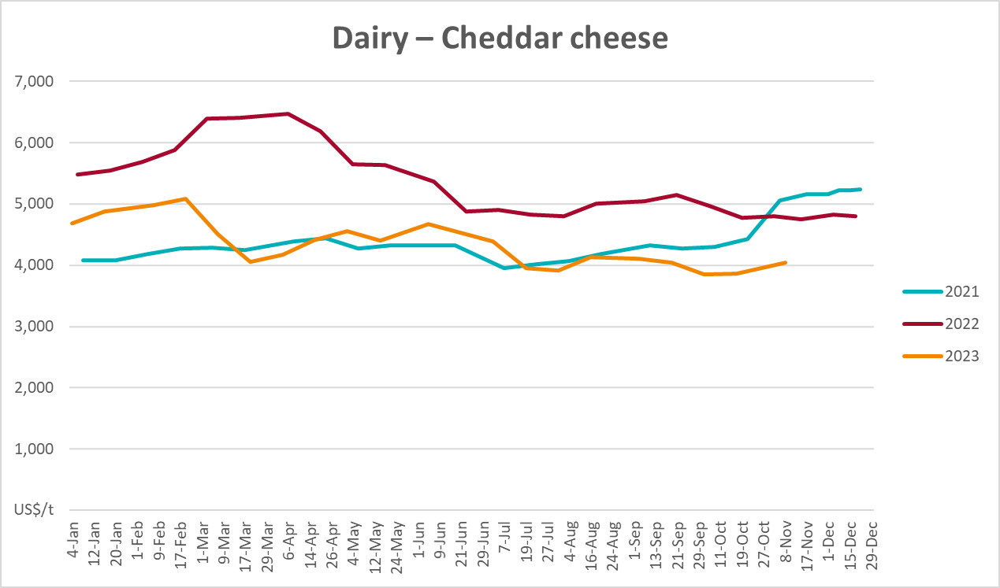 Dairy – Cheddar cheese
7,000
6,000
5,000
4,000
3,000
2,000
1,000
US$/t
4-Jan
12-Jan
20-Jan
1-Feb
9-Feb
17-Feb
1-Mar
9-Mar
17-Mar
29-Mar
6-Apr
14-Apr
26-Apr
4-May
12-May
24-May
1-Jun
9-Jun
21-Jun
29-Jun
7-Jul
19-Jul
27-Jul
4-Aug
16-Aug
24-Aug
1-Sep
13-Sep
21-Sep
29-Sep
11-Oct
19-Oct
27-Oct
8-Nov
17-Nov
1-Dec
15-Dec
29-Dec
2021
2022
2023